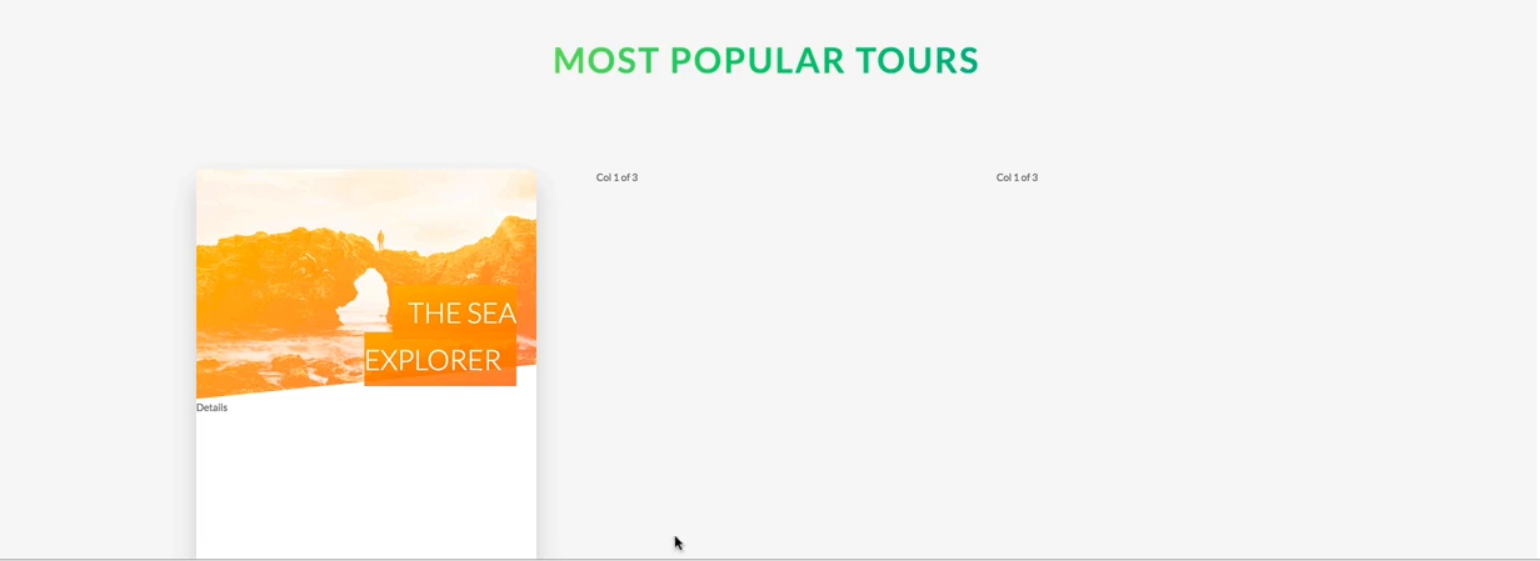 MOST POPULAR TOURS
THE SEA
EXPLORER
Details
Col 1 of 3
Col 1 of 3